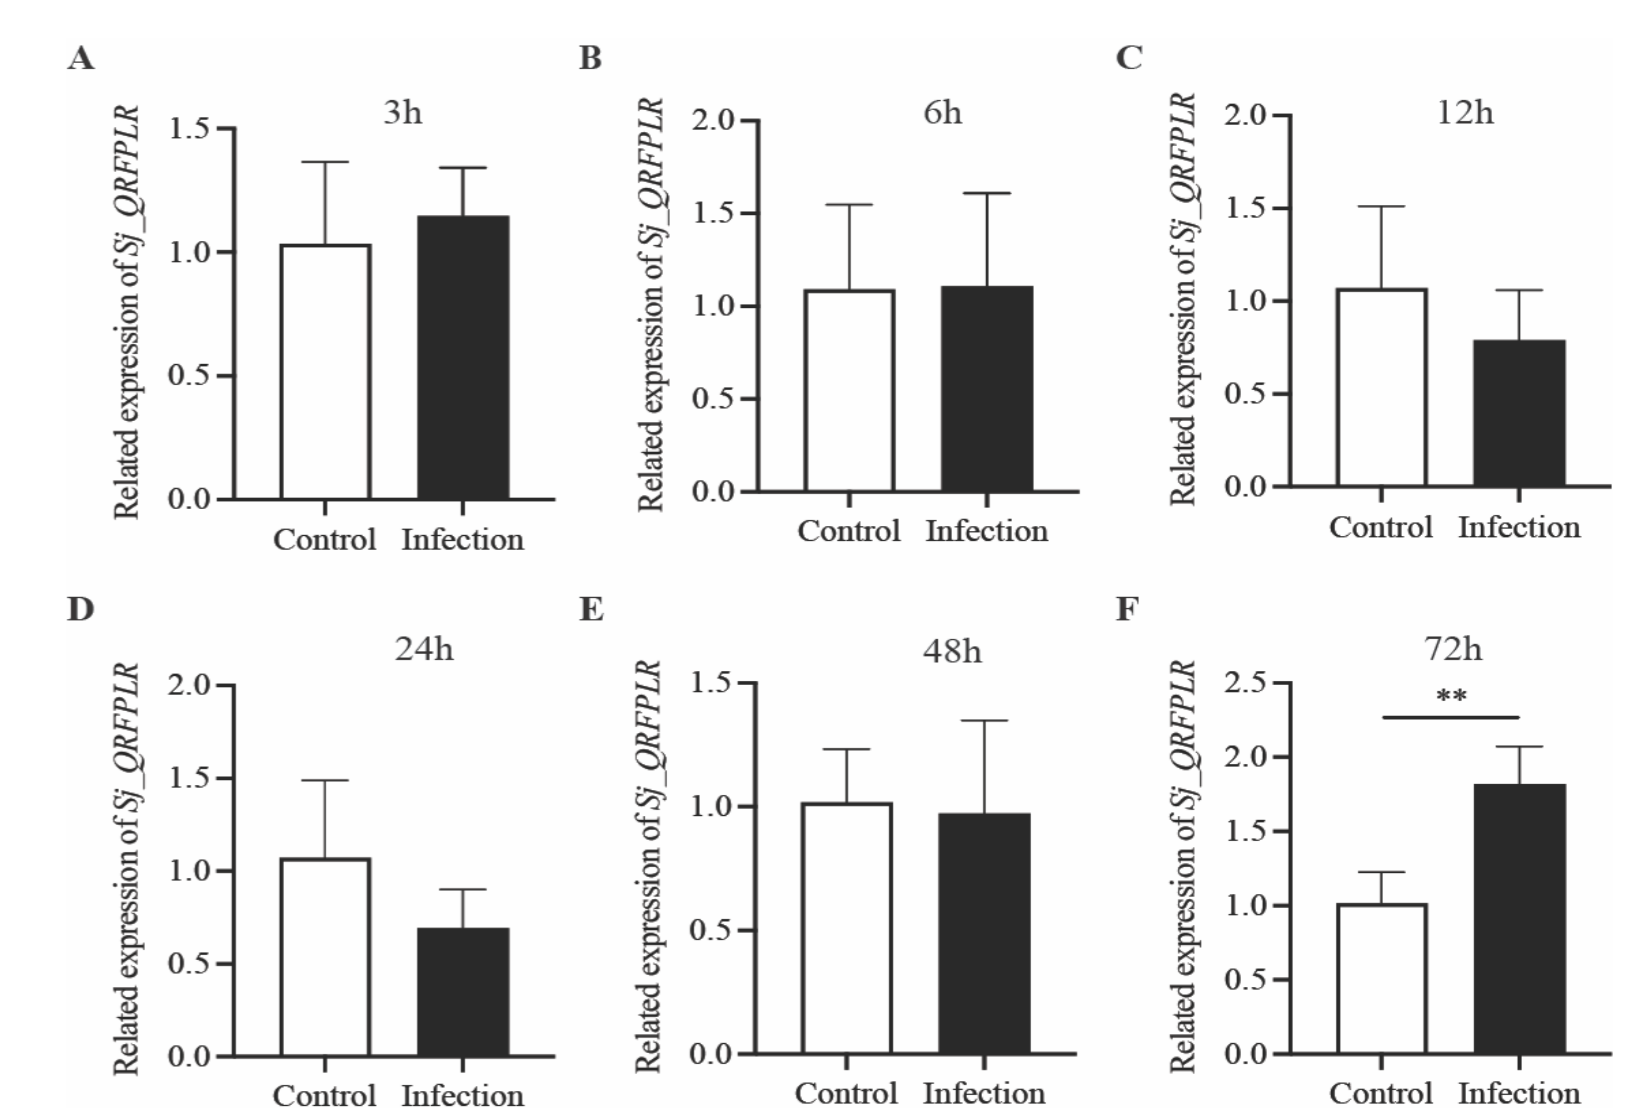 A
3h
Related expression of Sj_QRFPLR
1.5
1.0
0.5
0.0
Control Infection
B
6h
Related expression of Sj_QRFPLR
2.0
1.5
1.0
0.5
0.0
Control Infection
C
12h
Related expression of Sj_QRFPLR
2.0
1.5
1.0
0.5
0.0
Control Infection
D
24h
Related expression of Sj_QRFPLR
2.0
1.5
1.0
0.5
0.0
Control Infection
E
48h
Related expression of Sj_QRFPLR
1.5
1.0
0.5
0.0
Control Infection
F
72h
Related expression of Sj_QRFPLR
2.5
**
2.0
1.5
1.0
0.5
0.0
Control Infection